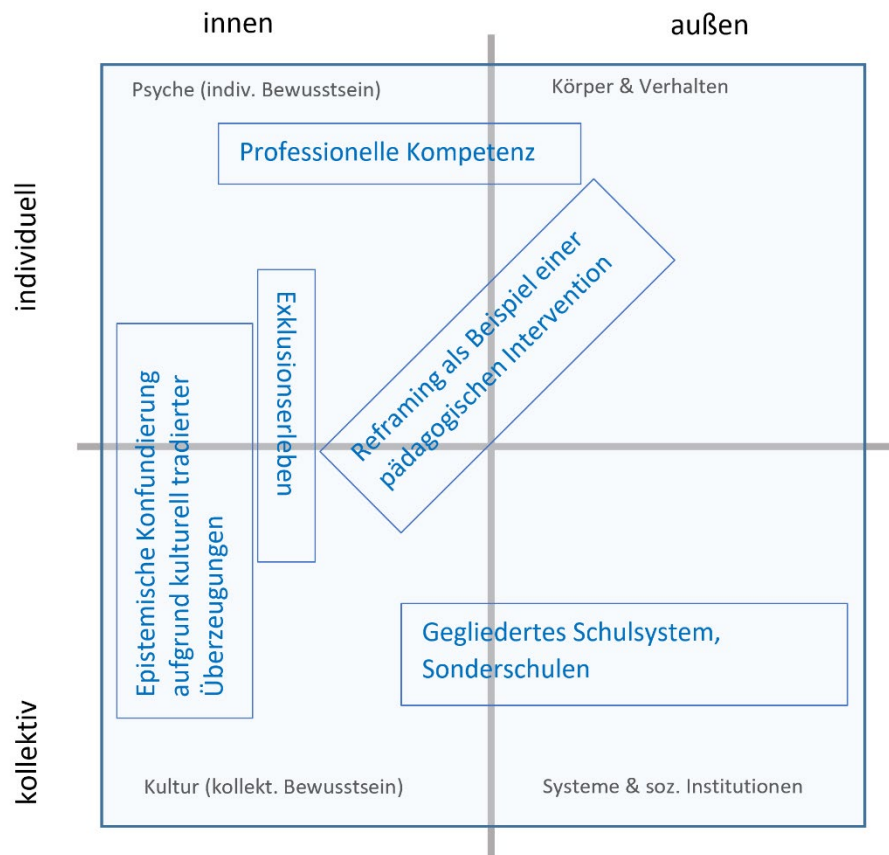 innen
außen
individuell
kollektiv
Psyche (indiv. Bewusstsein)
Körper & Verhalten
Professionelle Kompetenz
Reframing als Beispiel einer
pädagogischen Intervention
Exklusionserleben
Epistemische Konfundierung
aufgrund kulturell tradierter
Überzeugungen
Gegliedertes Schulsystem,
Sonderschulen
Kultur (kollekt. Bewusstsein)
Systeme & soz. Institutionen